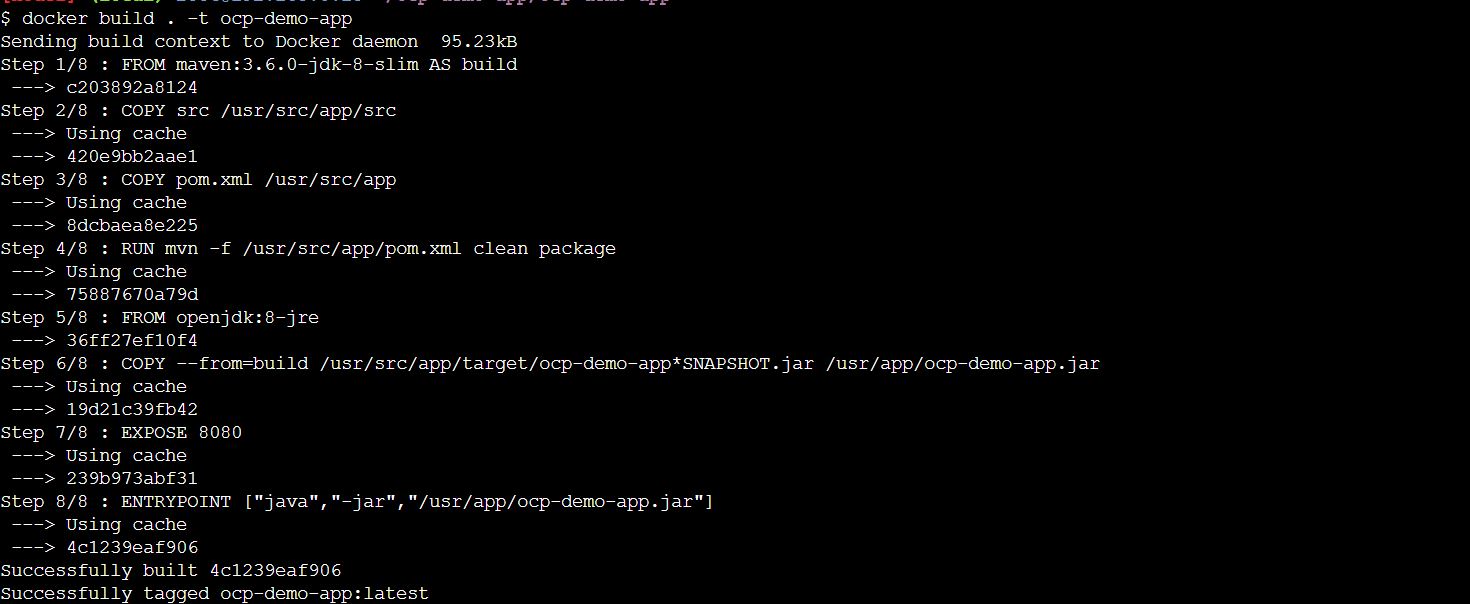 $ docker build . -t ocp-demo-app
Sending build context to Docker daemon  95.23kB
Step 1/8 : FROM maven:3.6.0-jdk-8-slim AS build
 ---> c203892a8124
Step 2/8 : COPY src /usr/src/app/src
 ---> Using cache
 ---> 420e9bb2aae1
Step 3/8 : COPY pom.xml /usr/src/app
 ---> Using cache
 ---> 8dcbaea8e225
Step 4/8 : RUN mvn -f /usr/src/app/pom.xml clean package
 ---> Using cache
 ---> 75887670a79d
Step 5/8 : FROM openjdk:8-jre
 ---> 36ff27ef10f4
Step 6/8 : COPY --from=build /usr/src/app/target/ocp-demo-app*SNAPSHOT.jar /usr/app/ocp-demo-app.jar
 ---> Using cache
 ---> 19d21c39fb42
Step 7/8 : EXPOSE 8080
 ---> Using cache
 ---> 239b973abf31
Step 8/8 : ENTRYPOINT ["java","-jar","/usr/app/ocp-demo-app.jar"]
 ---> Using cache
 ---> 4c1239eaf906
Successfully built 4c1239eaf906
Successfully tagged ocp-demo-app:latest